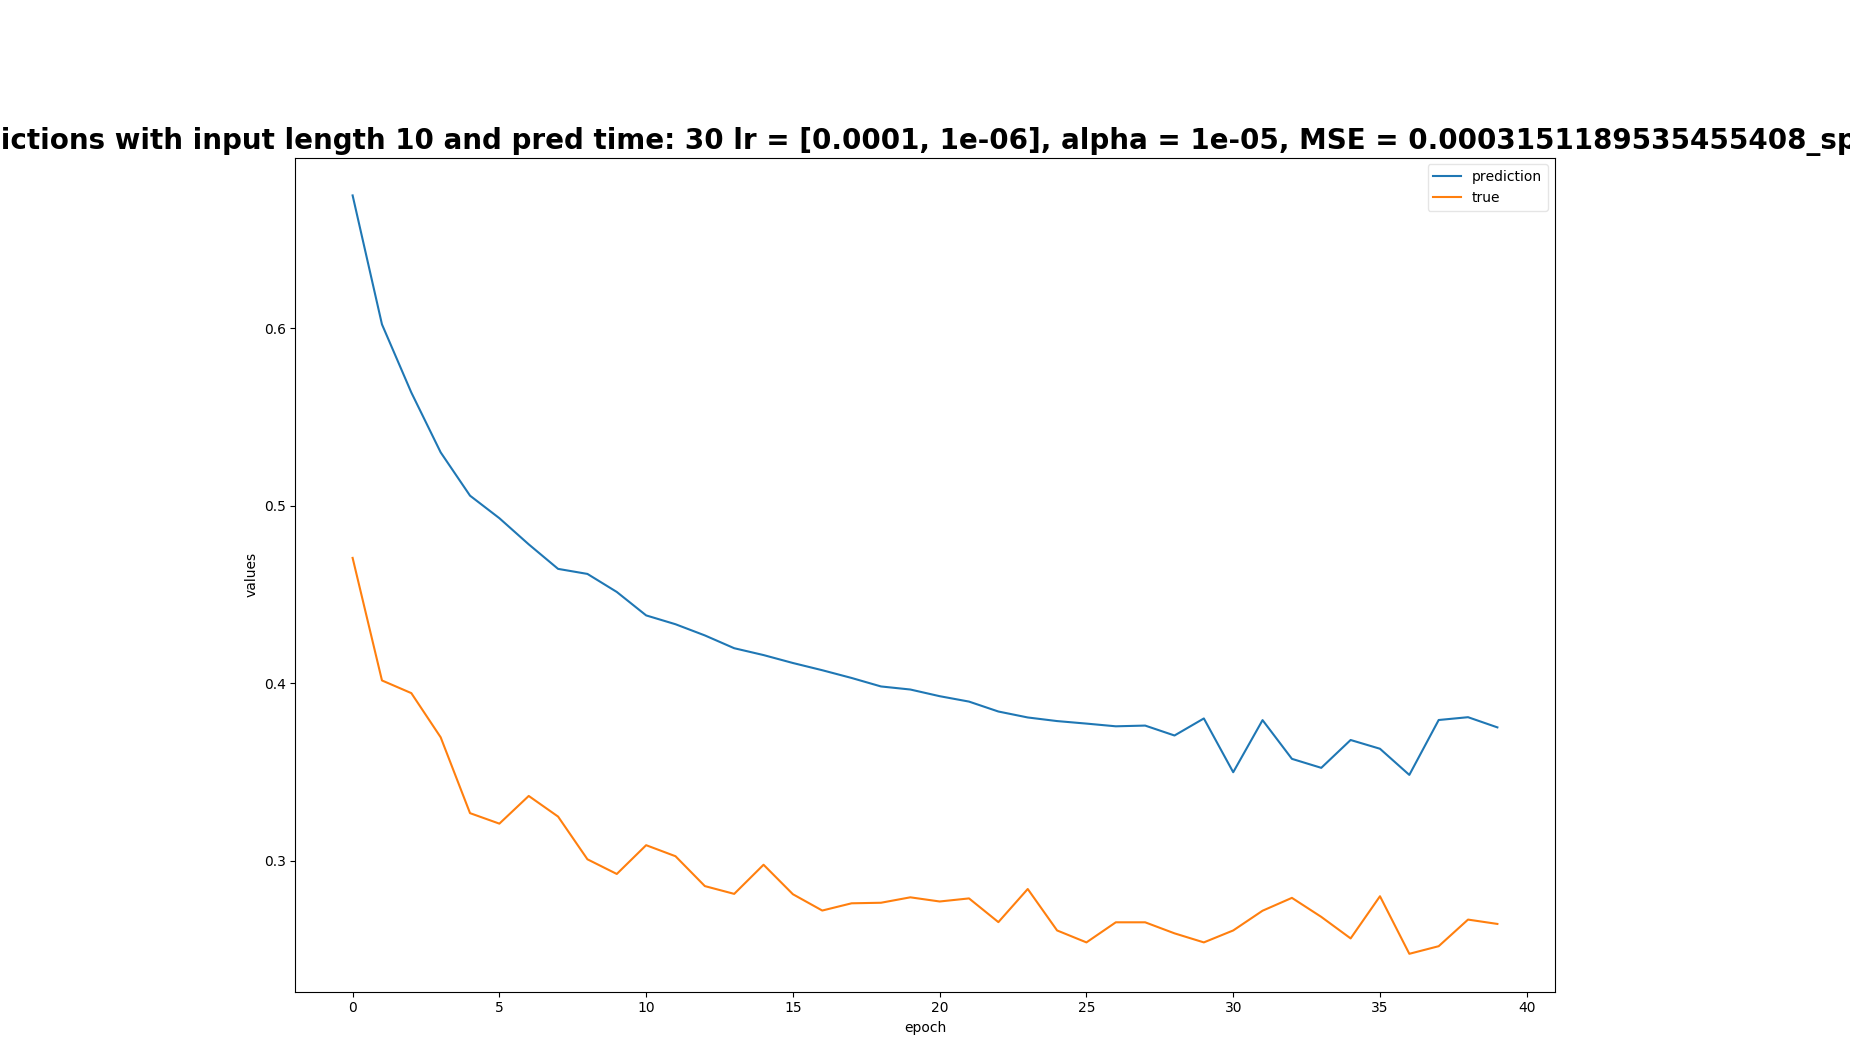 ictions with input length 10 and pred time: 30 lr = [0.0001, 1e-06], alpha = 1e-05, MSE = 0.0003151189535455408_sp
prediction
true
0.6
0.5
0.4
0.3
values
0
5
10
15
20
25
30
35
40
epoch